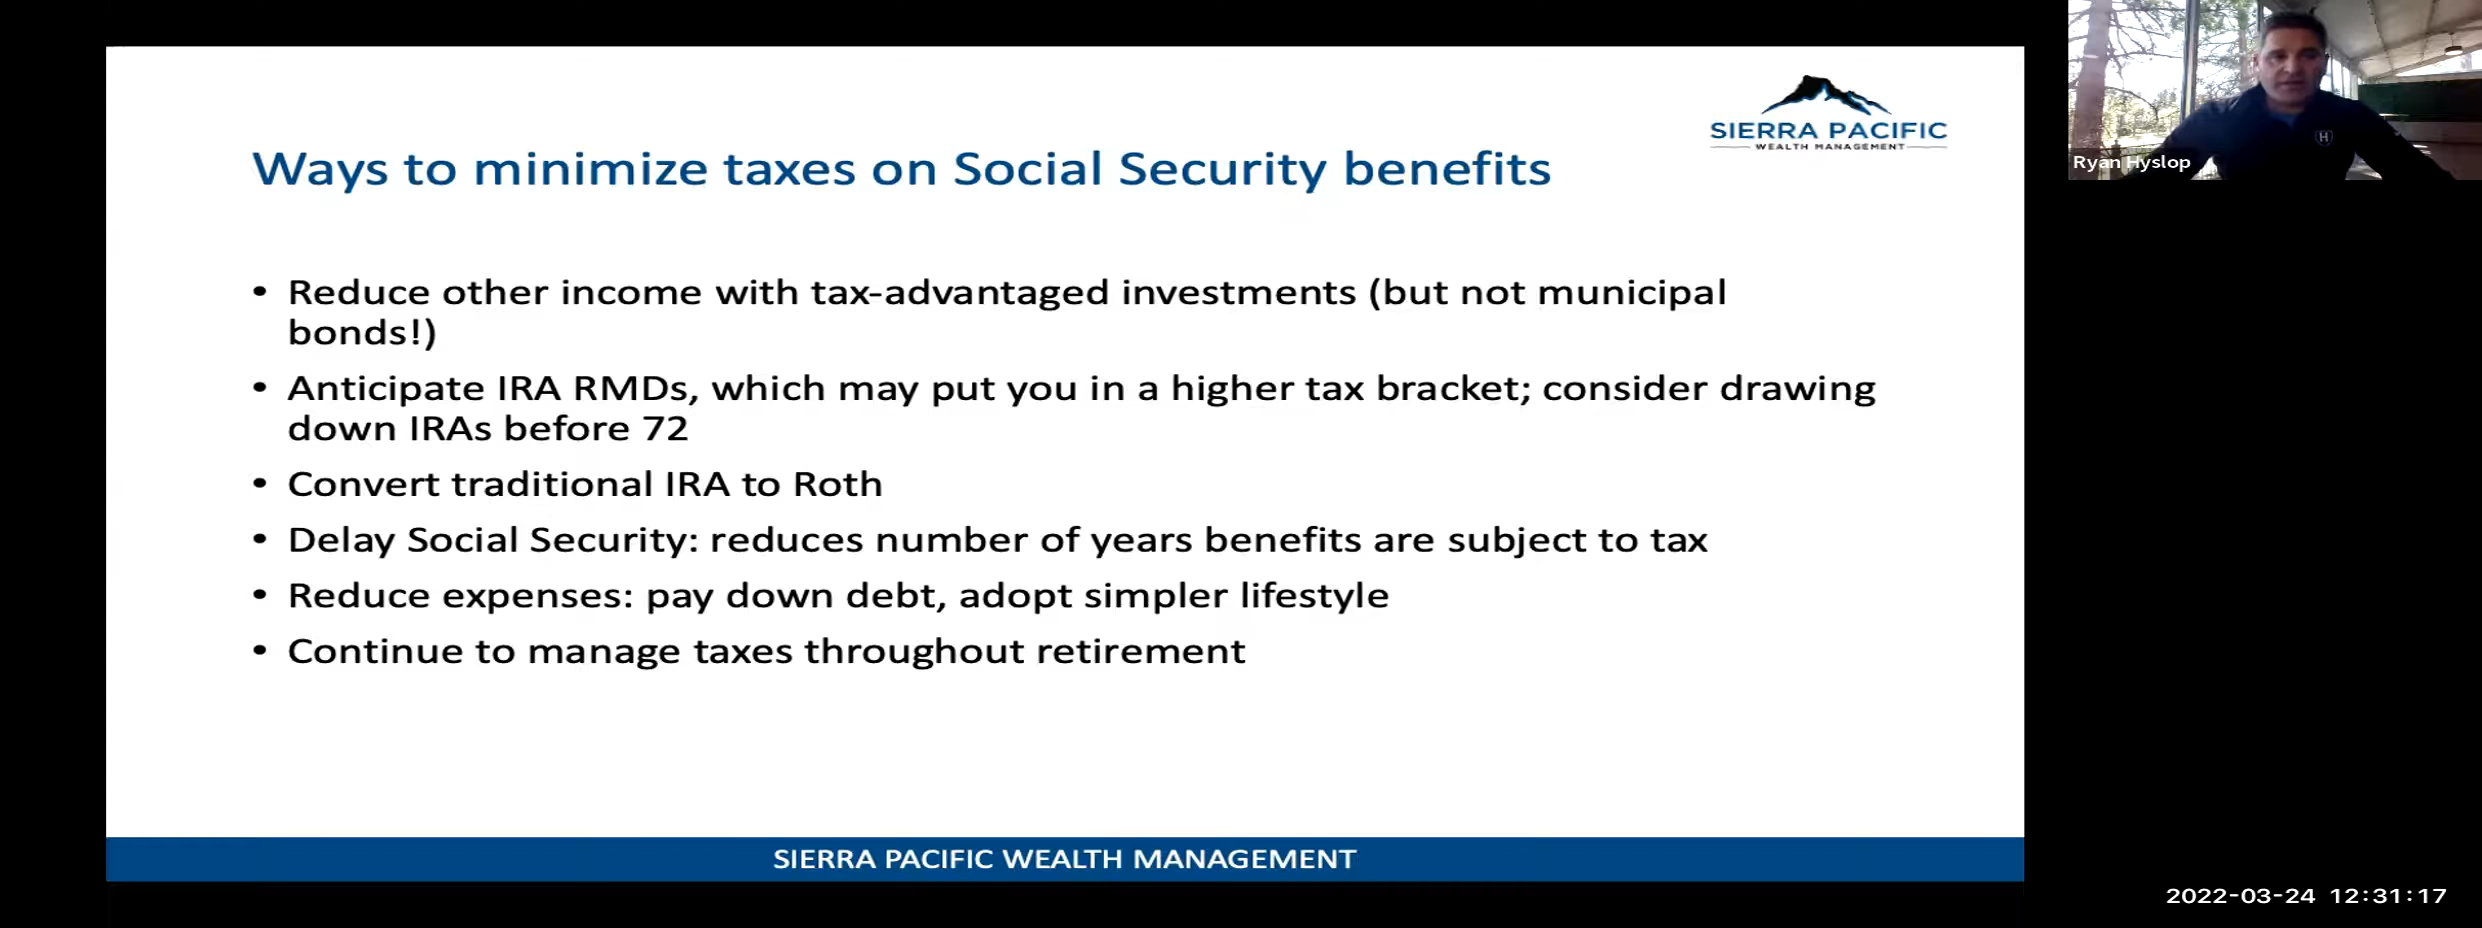 SIERRA PACIFIC
WEALTH MANAGEMENT
Ways to minimize taxes on Social Security benefits
• Reduce other income with tax-advantaged investments (but not municipal
bonds!)
• Anticipate IRA RMDs, which may put you in a higher tax bracket; consider drawing
down IRAs before 72
• Convert traditional IRA to Roth
• Delay Social Security: reduces number of years benefits are subject to tax
• Reduce expenses: pay down debt, adopt simpler lifestyle
• Continue to manage taxes throughout retirement
SIERRA PACIFIC WEALTH MANAGEMENT
H
Ryan Hyslop
2022-03-24 12:31:17